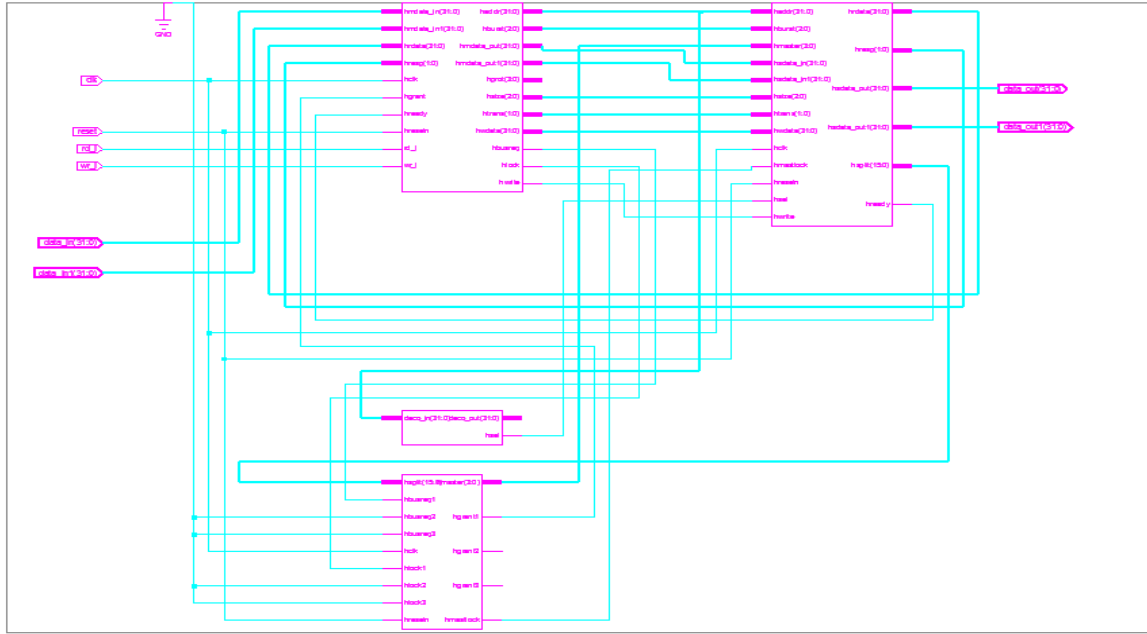 GND
clk
reset
rd_i
wr_i
data_in(31:0)
data_in1(31:0)
hmdata_in(31:0)
hmdata_in1(31:0)
hrdata(31:0)
hresp(1:0)
hclk
hgrant
hready
hresetn
rd_i
wr_i
haddr(31:0)
hburst(2:0)
hmdata_out(31:0)
hmdata_out1(31:0)
hprot(3:0)
hsize(2:0)
htrans(1:0)
hwdata(31:0)
hbusreq
hlock
hwrite
haddr(31:0)
hburst(2:0)
hmaster(3:0)
hsdata_in(31:0)
hsdata_in1(31:0)
hsize(2:0)
htrans(1:0)
hwdata(31:0)
hclk
hmastlock
hresetn
hsel
hwrite
hrdata(31:0)
hresp(1:0)
hsdata_out(31:0)
hsdata_out1(31:0)
hsplit(15:0)
hready
data_out(31:0)
data_out1(31:0)
deco_in(31:0)deco_out(31:0)
hsel
hbusreq1
hbusreq2
hbusreq3
hclk
hlock1
hlock2
hlock3
hresetn
hgrant1
hgrant2
hgrant3
hmastlock